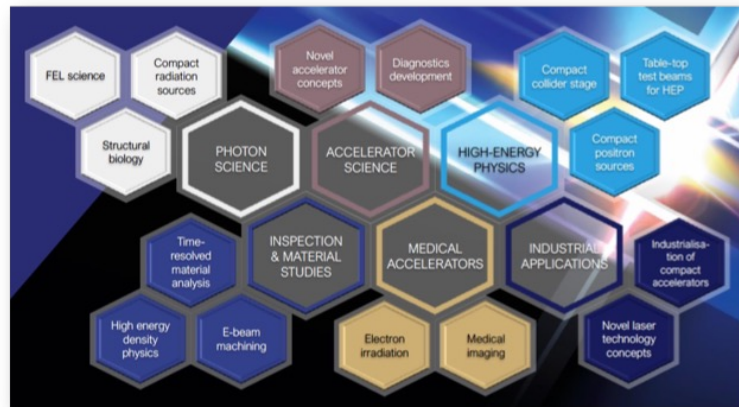 FEL science
Compact
radiation
sources
Structural
biology
PHOTON
SCIENCE
Novel
accelerator
concepts
Diagnostics
development
ACCELERATOR
SCIENCE
Compact
collider stage
Table-top
test beams
for HEP
Compact
positron
sources
HIGH-ENERGY
PHYSICS
Time-
resolved
material
analysis
High energy
density
physics
E-beam
machining
INSPECTION
& MATERIAL
STUDIES
MEDICAL
ACCELERATORS
Electron
irradiation
Medical
imaging
INDUSTRIAL
APPLICATIONS
Industrialisa-
tion of
compact
accelerators
Novel laser
technology
concepts